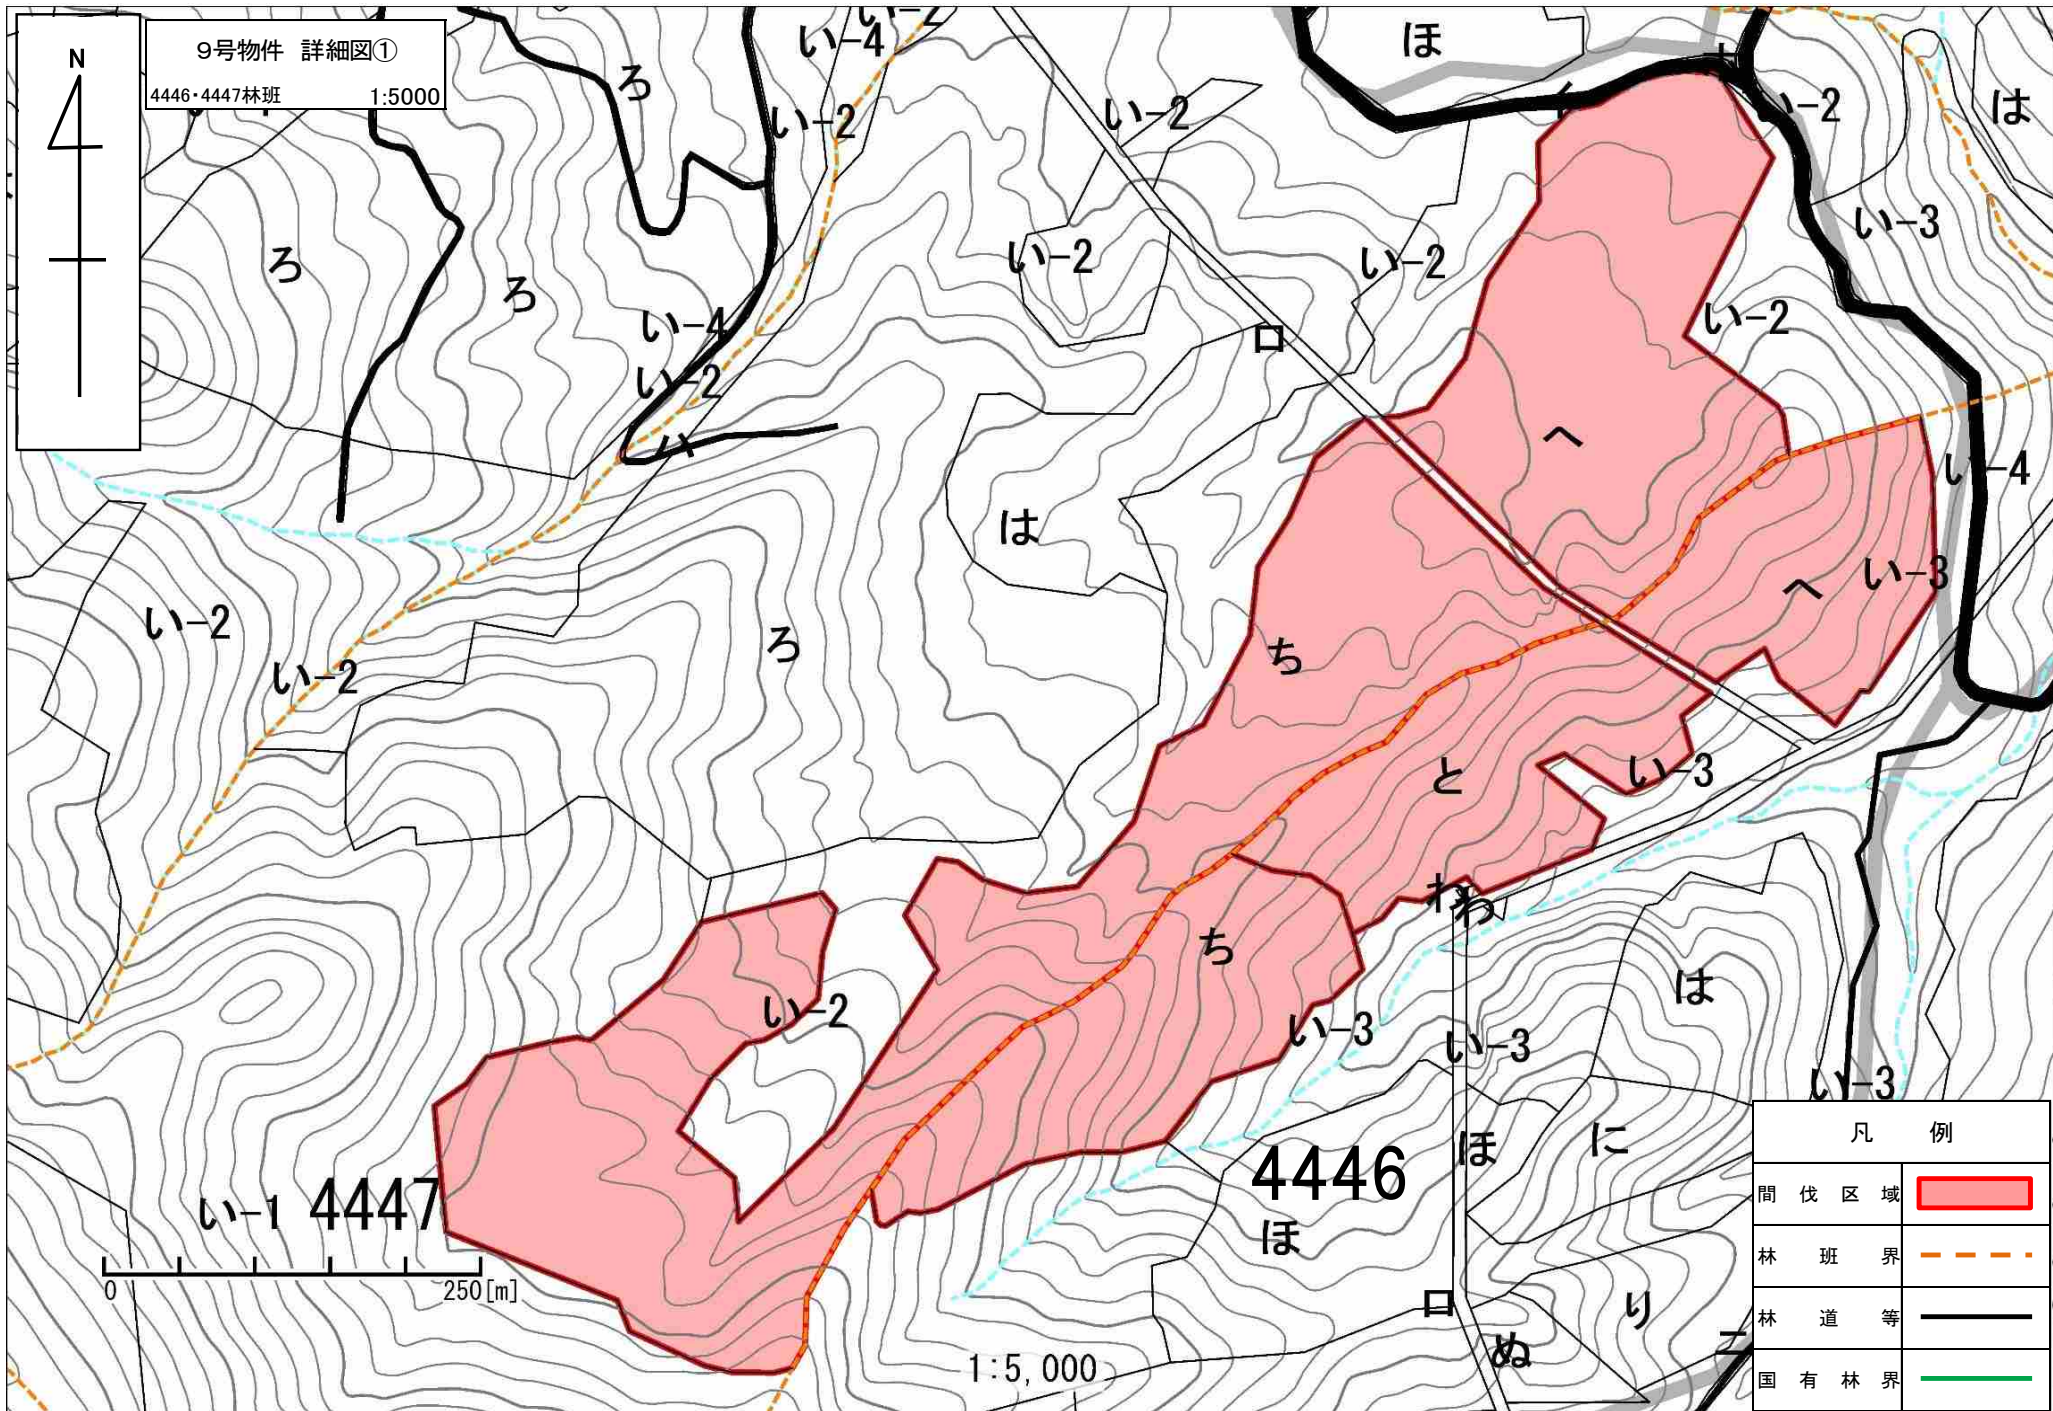 N
9号物件 詳細図①
4446・4447林班 1:5000
い-2
い-4
ほ
ろ
い-2
い-2
い-2
は
い-3
ろ
ろ
い-2
い-2
い-4
い-2
ロ
い-2
ハ
へ
い-4
は
い-2
ろ
い-2
ち
へ
い-3
と
い-3
わ
わ
ち
い-2
は
い-3
い-3
い-3
い-1 4447
4446
ほ
に
ほ
0 250[m]
ロ
り
ぬ
ニ
1:5,000
凡例
間伐区域
林班界
林道等
国有林界